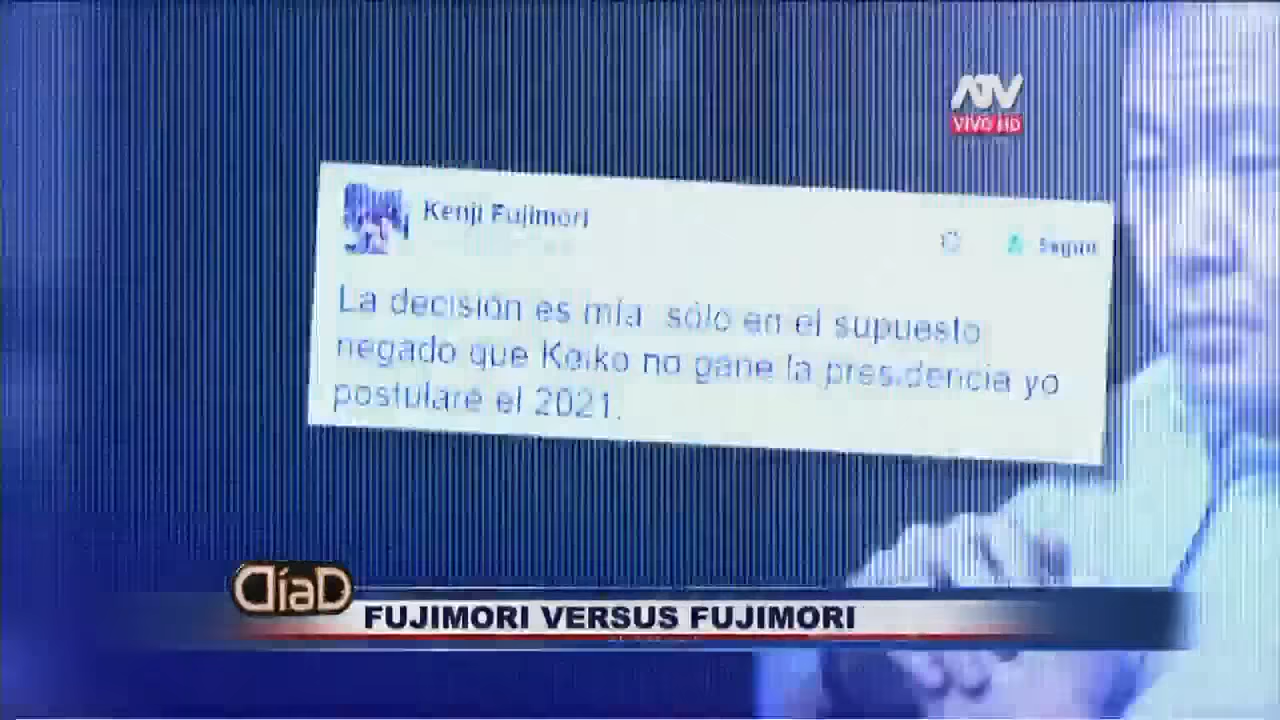 ATV
VIVO HD
Kenji Fujimori
Seguir
La decisión es mía sólo en el supuesto
negado que Keiko no gane la presidencia yo
postularé el 2021.
DíaD
FUJIMORI VERSUS FUJIMORI